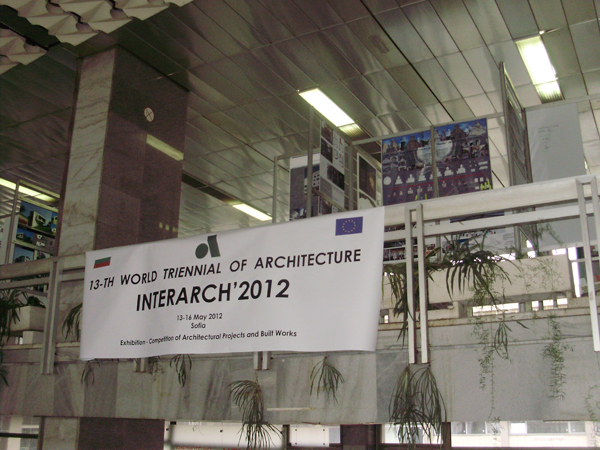 13-TH WORLD TRIENNIAL OF ARCHITECTURE
INTERARCH'2012
13-16 May 2012
Sofia
Exhibition - Competition of Architectural Projects and Built Works